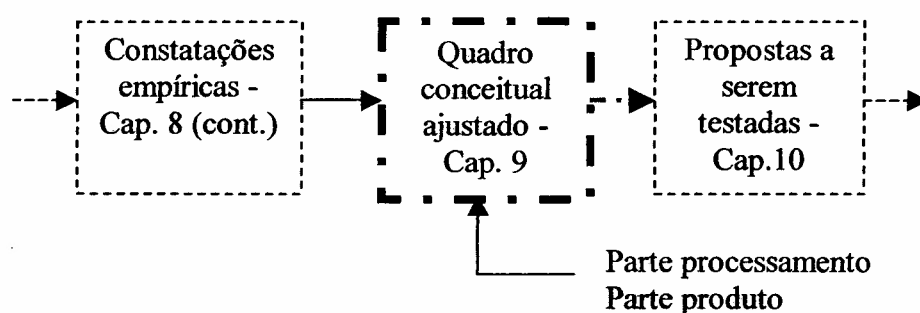 Constatações
empíricas -
Cap. 8 (cont.)
Quadro
conceitual
ajustado -
Cap. 9
Propostas a
serem
testadas -
Cap.10
Parte processamento
Parte produto